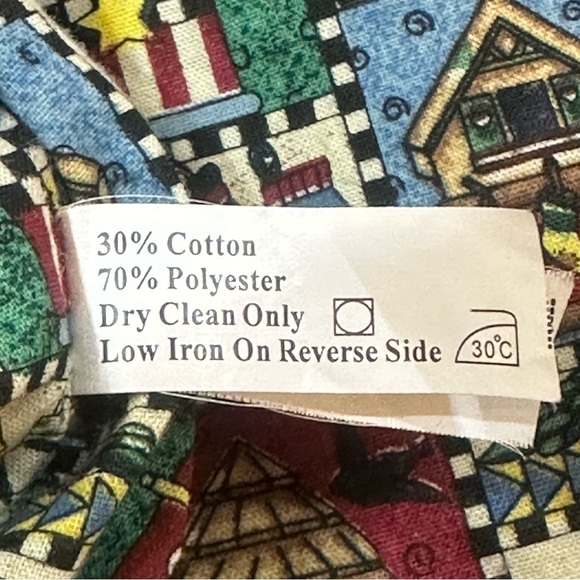 30% Cotton
70% Polyester
Dry Clean Only
Low Iron On Reverse Side 30°C